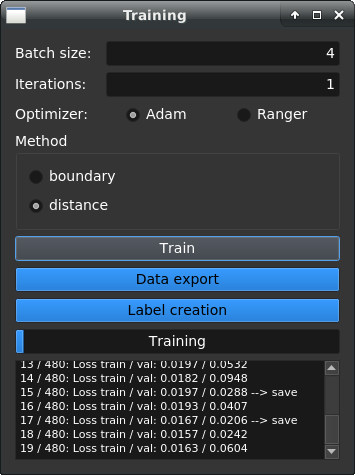 Training
Batch size: 4
Iterations: 1
Optimizer: Adam Ranger
Method
boundary
distance
Train
Data export
Label creation
Training
13 / 480: Loss train / val: 0.0197 / 0.0532
14 / 480: Loss train / val: 0.0182 / 0.0948
15 / 480: Loss train / val: 0.0197 / 0.0288 --> save
16 / 480: Loss train / val: 0.0193 / 0.0407
17 / 480: Loss train / val: 0.0167 / 0.0206 --> save
18 / 480: Loss train / val: 0.0157 / 0.0242
19 / 480: Loss train / val: 0.0163 / 0.0604